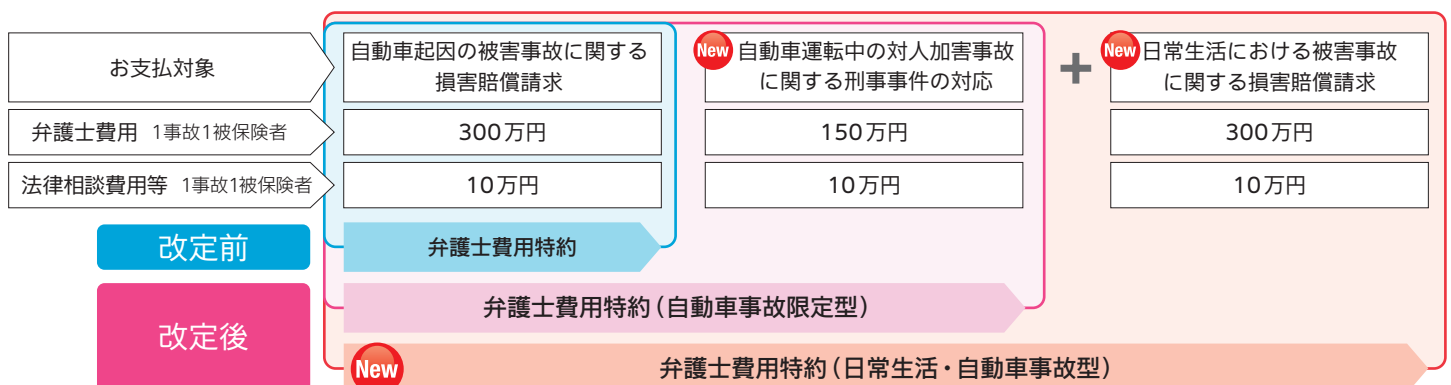 お支払対象
自動車起因の被害事故に関する
損害賠償請求
New
自動車運転中の対人加害事故
に関する刑事事件の対応
+
New
日常生活における被害事故
に関する損害賠償請求
弁護士費用 1事故1被保険者
300万円
150万円
300万円
法律相談費用等 1事故1被保険者
10万円
10万円
10万円
改定前
弁護士費用特約
改定後
弁護士費用特約(自動車事故限定型)
New
弁護士費用特約(日常生活・自動車事故型)